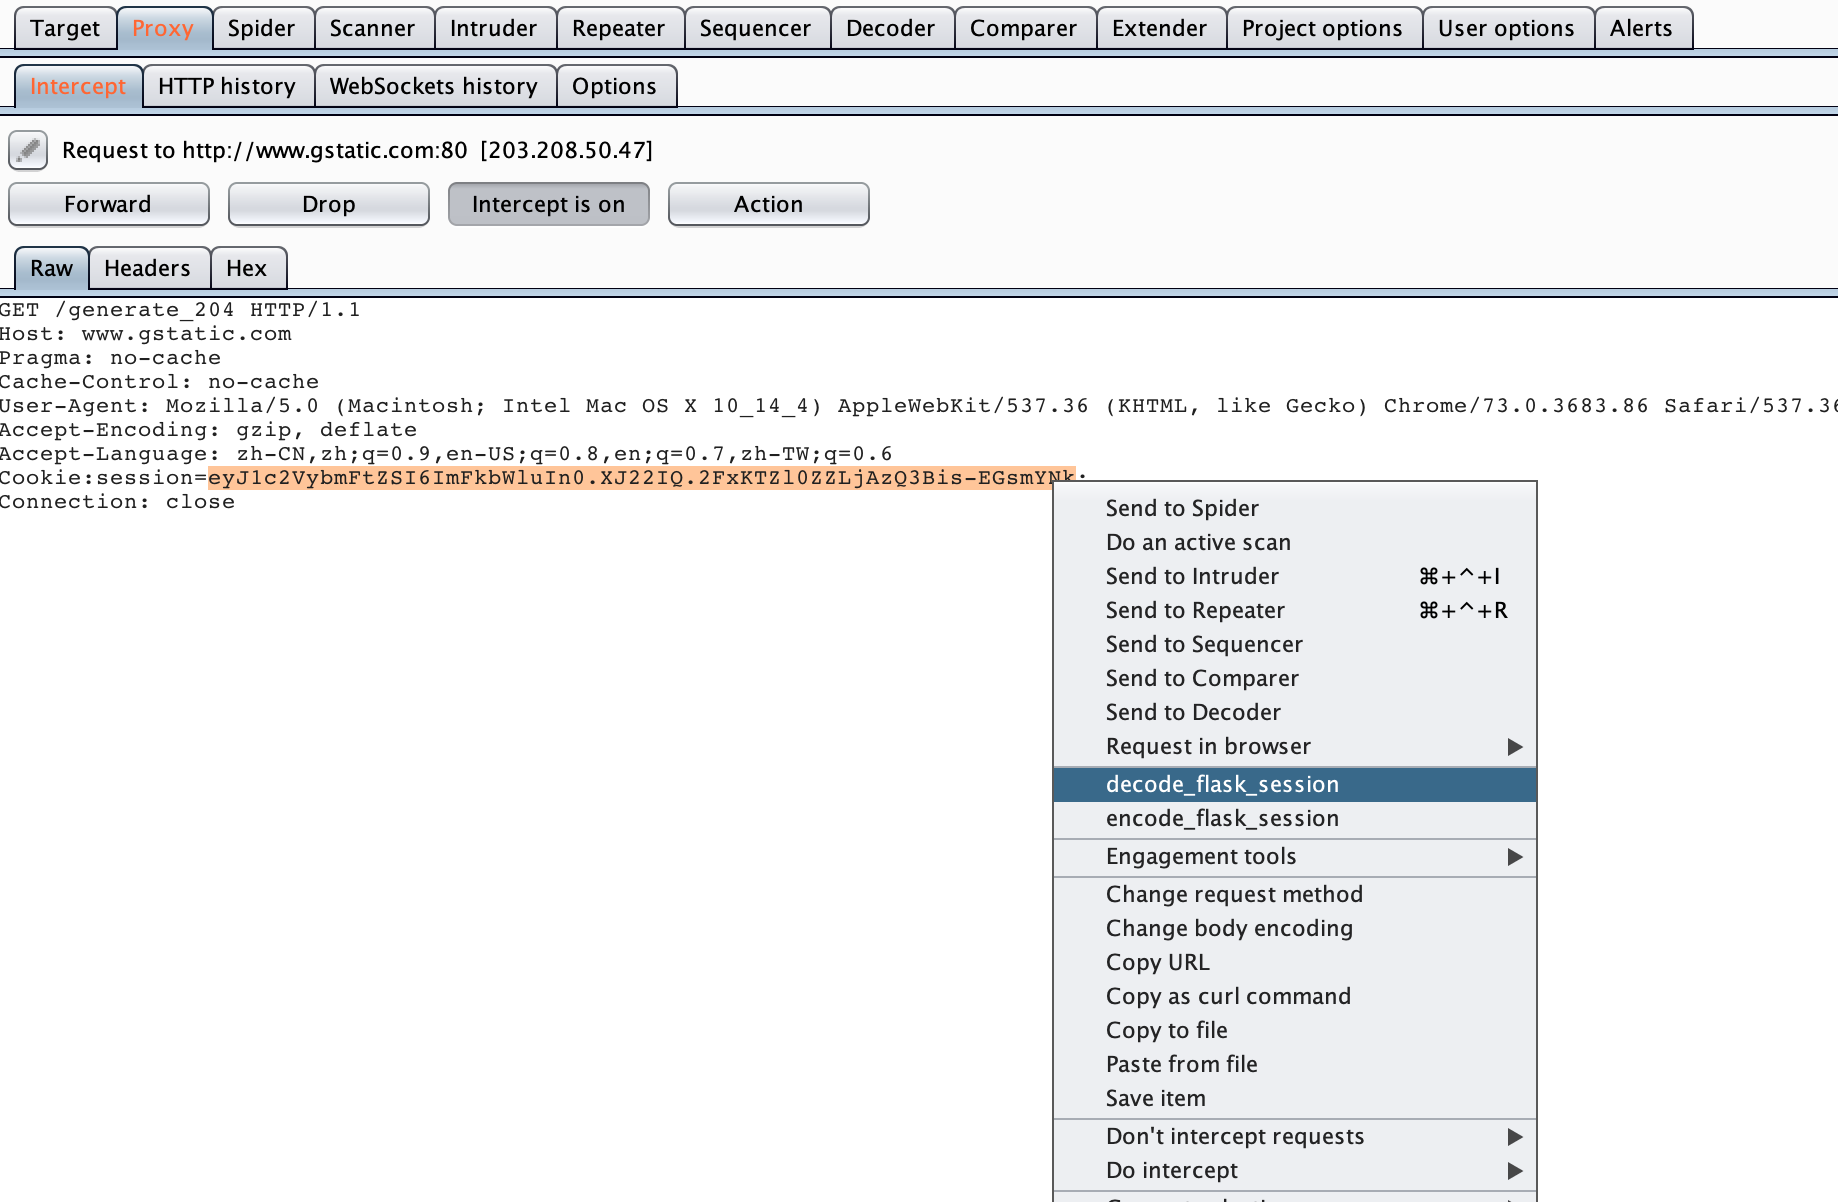 Target Proxy Spider Scanner Intruder Repeater Sequencer Decoder Comparer Extender Project options User options Alerts
Intercept HTTP history WebSockets history Options
Request to http://www.gstatic.com:80 [203.208.50.47]
Forward Drop Intercept is on Action
Raw Headers Hex
GET /generate_204 HTTP/1.1
Host: www.gstatic.com
Pragma: no-cache
Cache-Control: no-cache
User-Agent: Mozilla/5.0 (Macintosh; Intel Mac OS X 10_14_4) AppleWebKit/537.36 (KHTML, like Gecko) Chrome/73.0.3683.86 Safari/537.36
Accept-Encoding: gzip, deflate
Accept-Language: zh-CN,zh;q=0.9,en-US;q=0.8,en;q=0.7,zh-TW;q=0.6
Cookie:session=eyJ1c2VybmFtZSI6ImFkbWluIn0.XJ22IQ.2FxKTZl0ZZLjAzQ3Bis-EGsmYNk;
Connection: close
Send to Spider
Do an active scan
Send to Intruder ⌘+^+I
Send to Repeater ⌘+^+R
Send to Sequencer
Send to Comparer
Send to Decoder
Request in browser
decode_flask_session
encode_flask_session
Engagement tools
Change request method
Change body encoding
Copy URL
Copy as curl command
Copy to file
Paste from file
Save item
Don't intercept requests
Do intercept